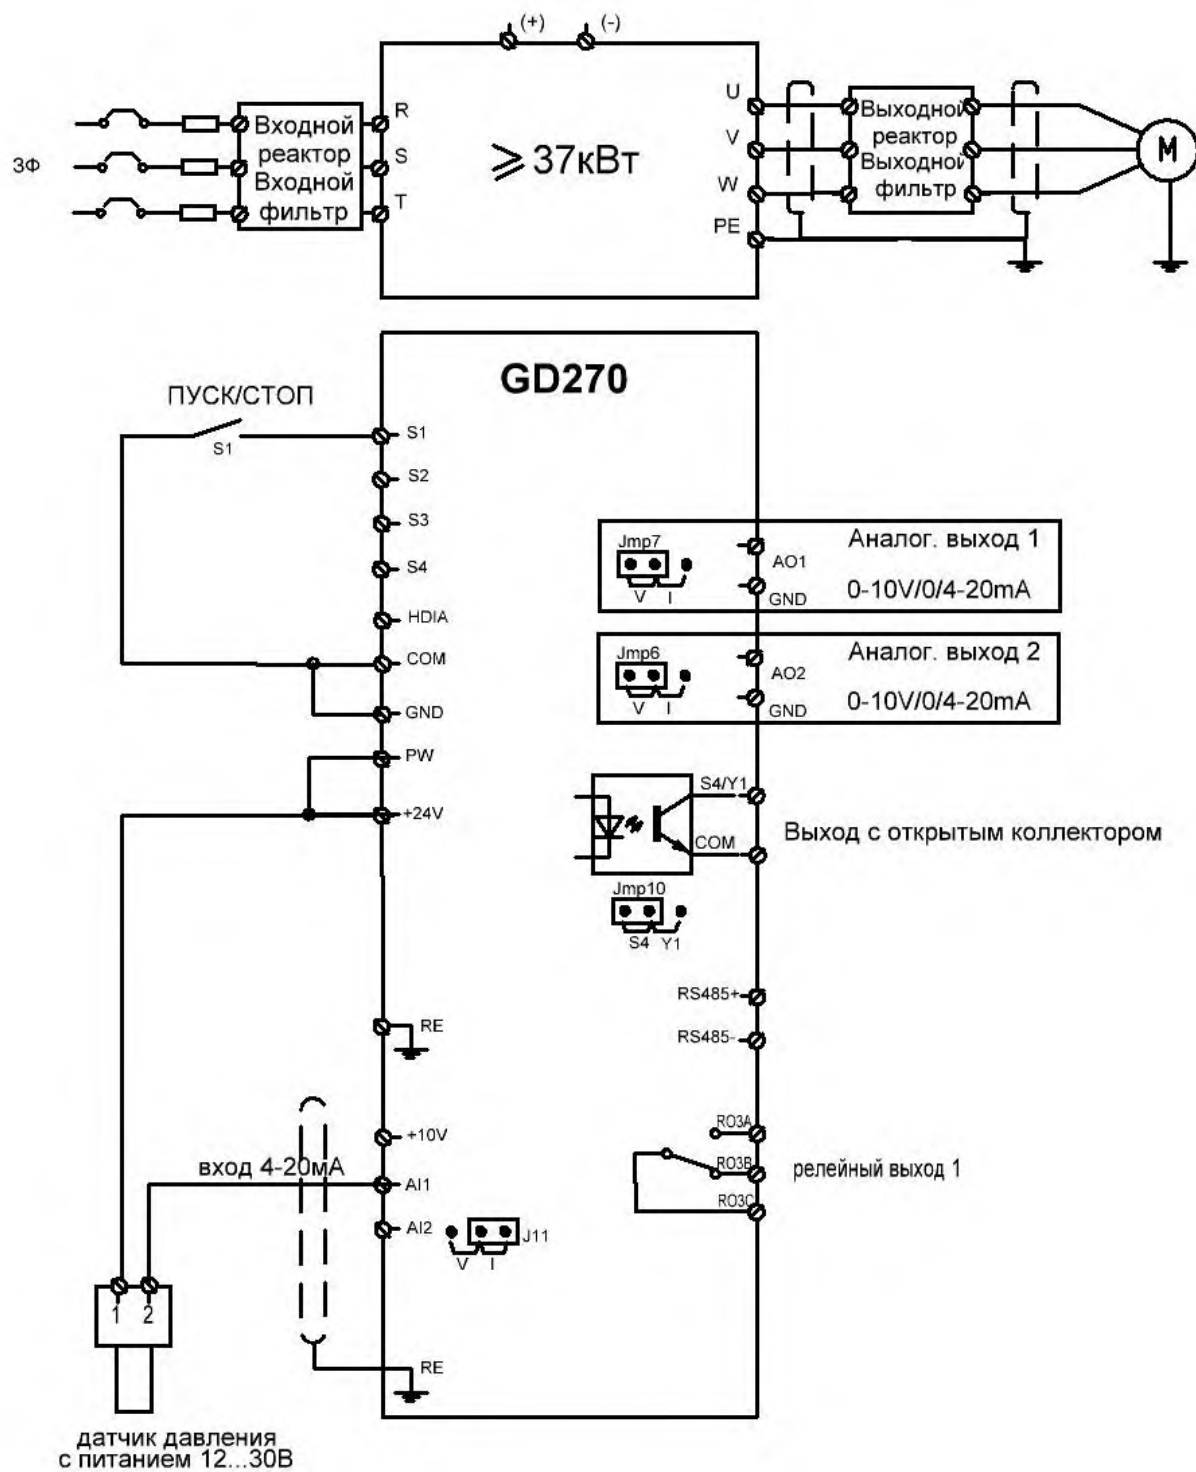 (+) (-)
3Ф
Входной
реактор
Входной
фильтр
R
S
T
⩾ 37кВт
U
V
W
PE
Выходной
реактор
Выходной
фильтр
M
GD270
ПУСК/СТОП
S1
S1
S2
S3
S4
HDIA
COM
GND
PW
+24V
Jmp7
V I
AO1
GND
Аналог. выход 1
0-10V/0/4-20mA
Jmp6
V I
AO2
GND
Аналог. выход 2
0-10V/0/4-20mA
S4/Y1
COM
Выход с открытым коллектором
Jmp10
S4 Y1
RS485+
RS485-
RE
+10V
вход 4-20мА
AI1
AI2
J11
V I
RO3A
RO3B
RO3C
релейный выход 1
1 2
RE
датчик давления
с питанием 12...30В